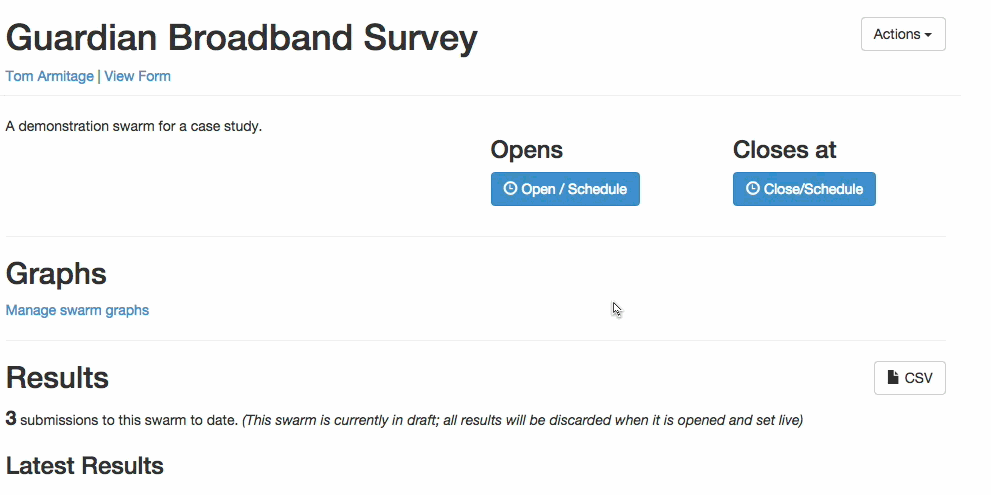 Guardian Broadband Survey
Actions
Tom Armitage | View Form
A demonstration swarm for a case study.
Opens
Closes at
Open / Schedule
Close/Schedule
Graphs
Manage swarm graphs
Results
CSV
3 submissions to this swarm to date. (This swarm is currently in draft; all results will be discarded when it is opened and set live)
Latest Results